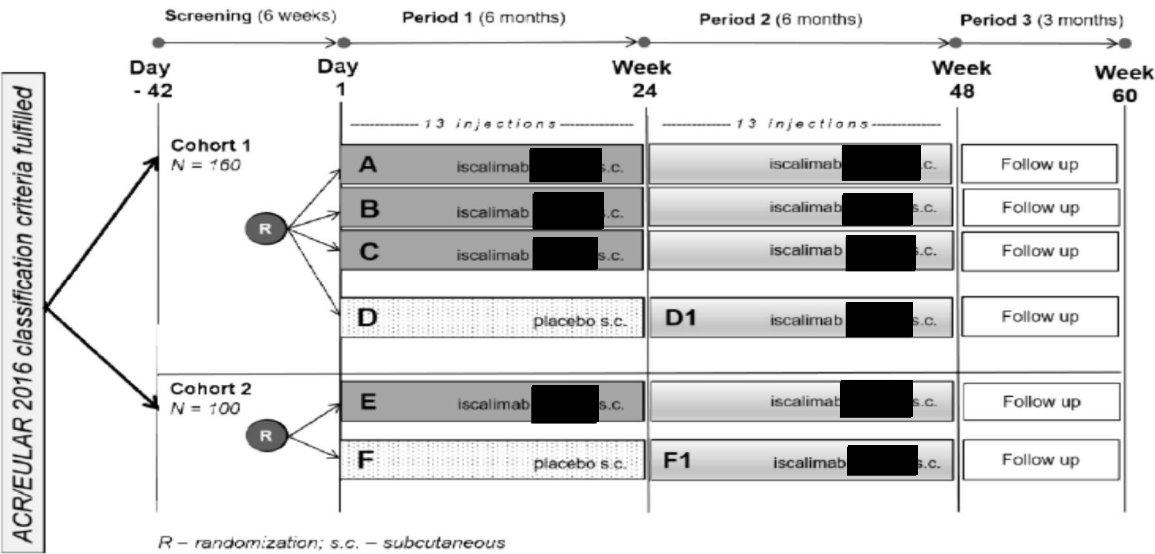 Screening (6 weeks)
Period 1 (6 months)
Period 2 (6 months)
Period 3 (3 months)
Day - 42
Day 1
Week 24
Week 48
Week 60
ACR/EULAR 2016 classification criteria fulfilled
13 injections
13 injections
Cohort 1
N = 160
R
A iscalimab s.c. iscalimab s.c. Follow up
B iscalimab s.c. iscalimab s.c. Follow up
C iscalimab s.c. iscalimab s.c. Follow up
D placebo s.c. D1 iscalimab s.c. Follow up
Cohort 2
N = 100
R
E iscalimab s.c. iscalimab s.c. Follow up
F placebo s.c. F1 iscalimab s.c. Follow up
R – randomization; s.c. – subcutaneous